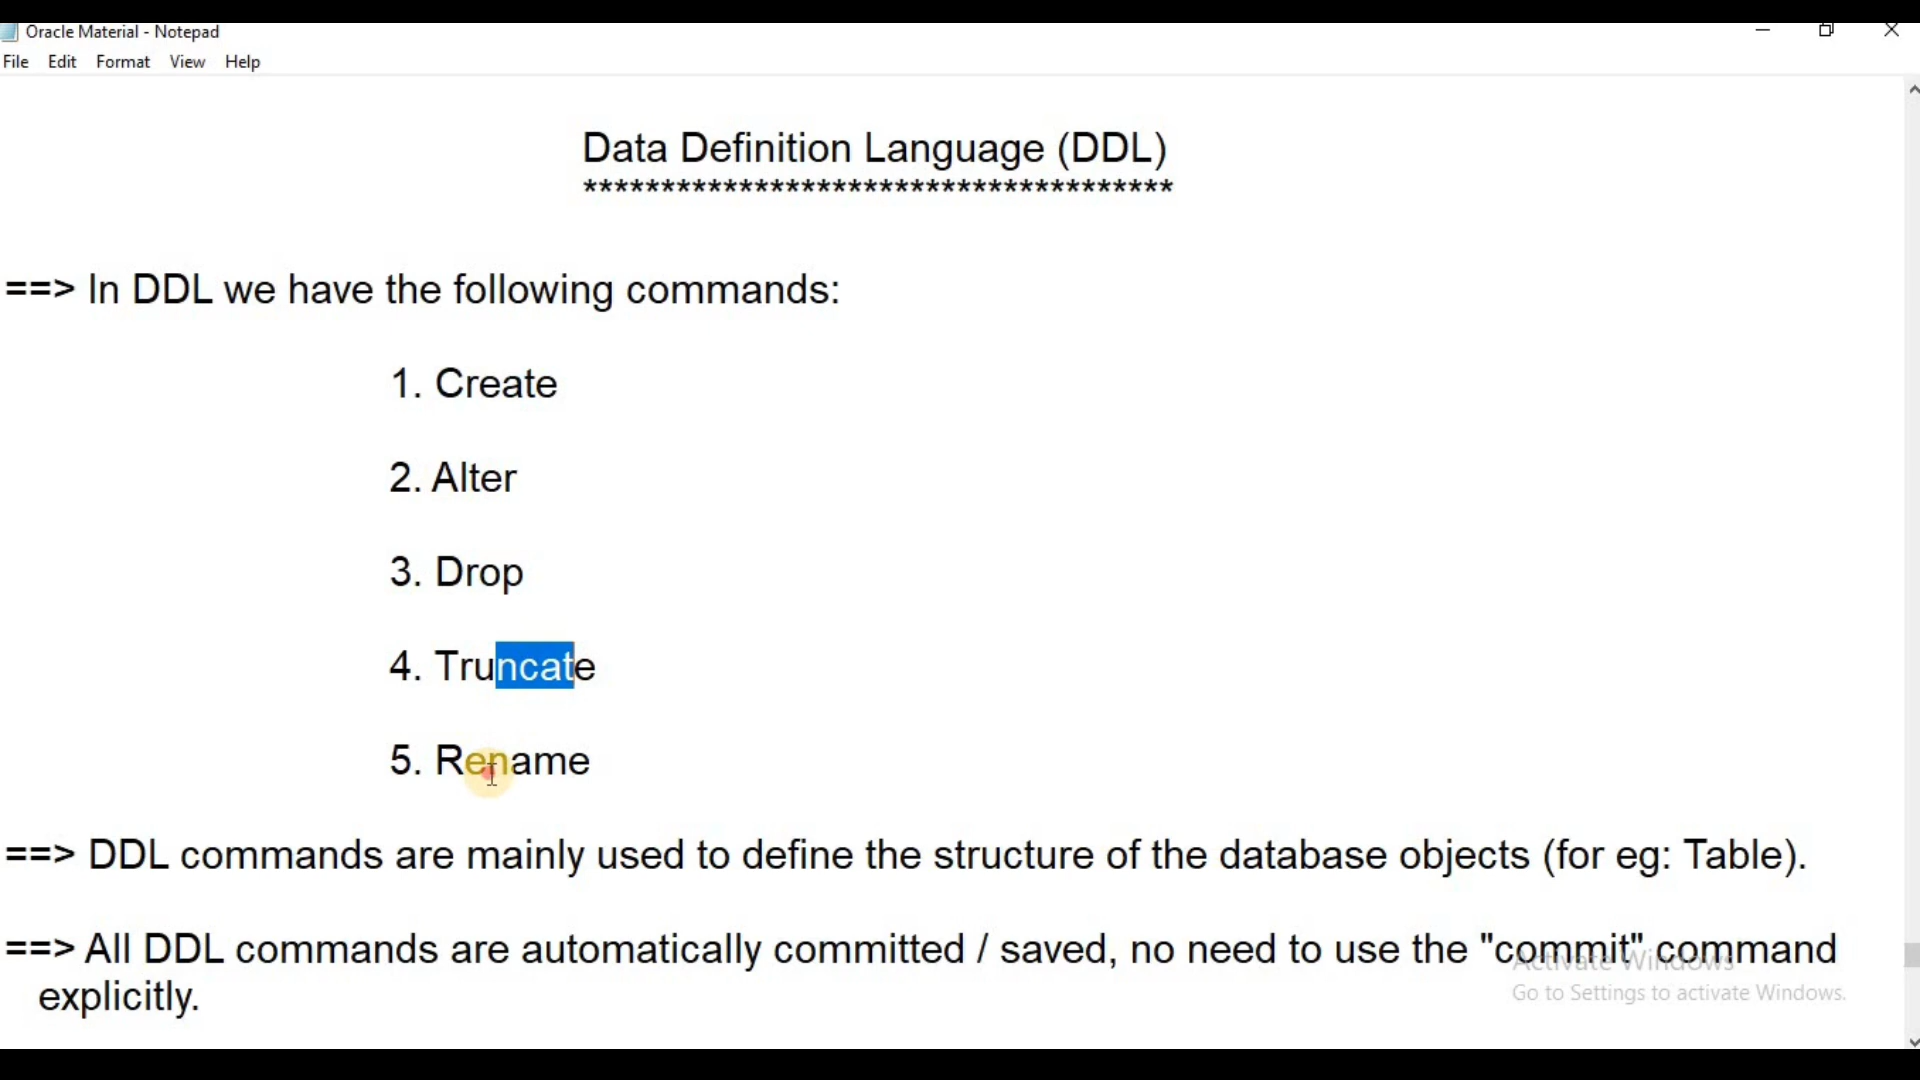 Oracle Material - Notepad
File Edit Format View Help
Data Definition Language (DDL)
**************************************
==> In DDL we have the following commands:
1. Create
2. Alter
3. Drop
4. Truncate
5. Rename
==> DDL commands are mainly used to define the structure of the database objects (for eg: Table).
==> All DDL commands are automatically committed / saved, no need to use the "commit" command
explicitly.
Activate Windows
Go to Settings to activate Windows.